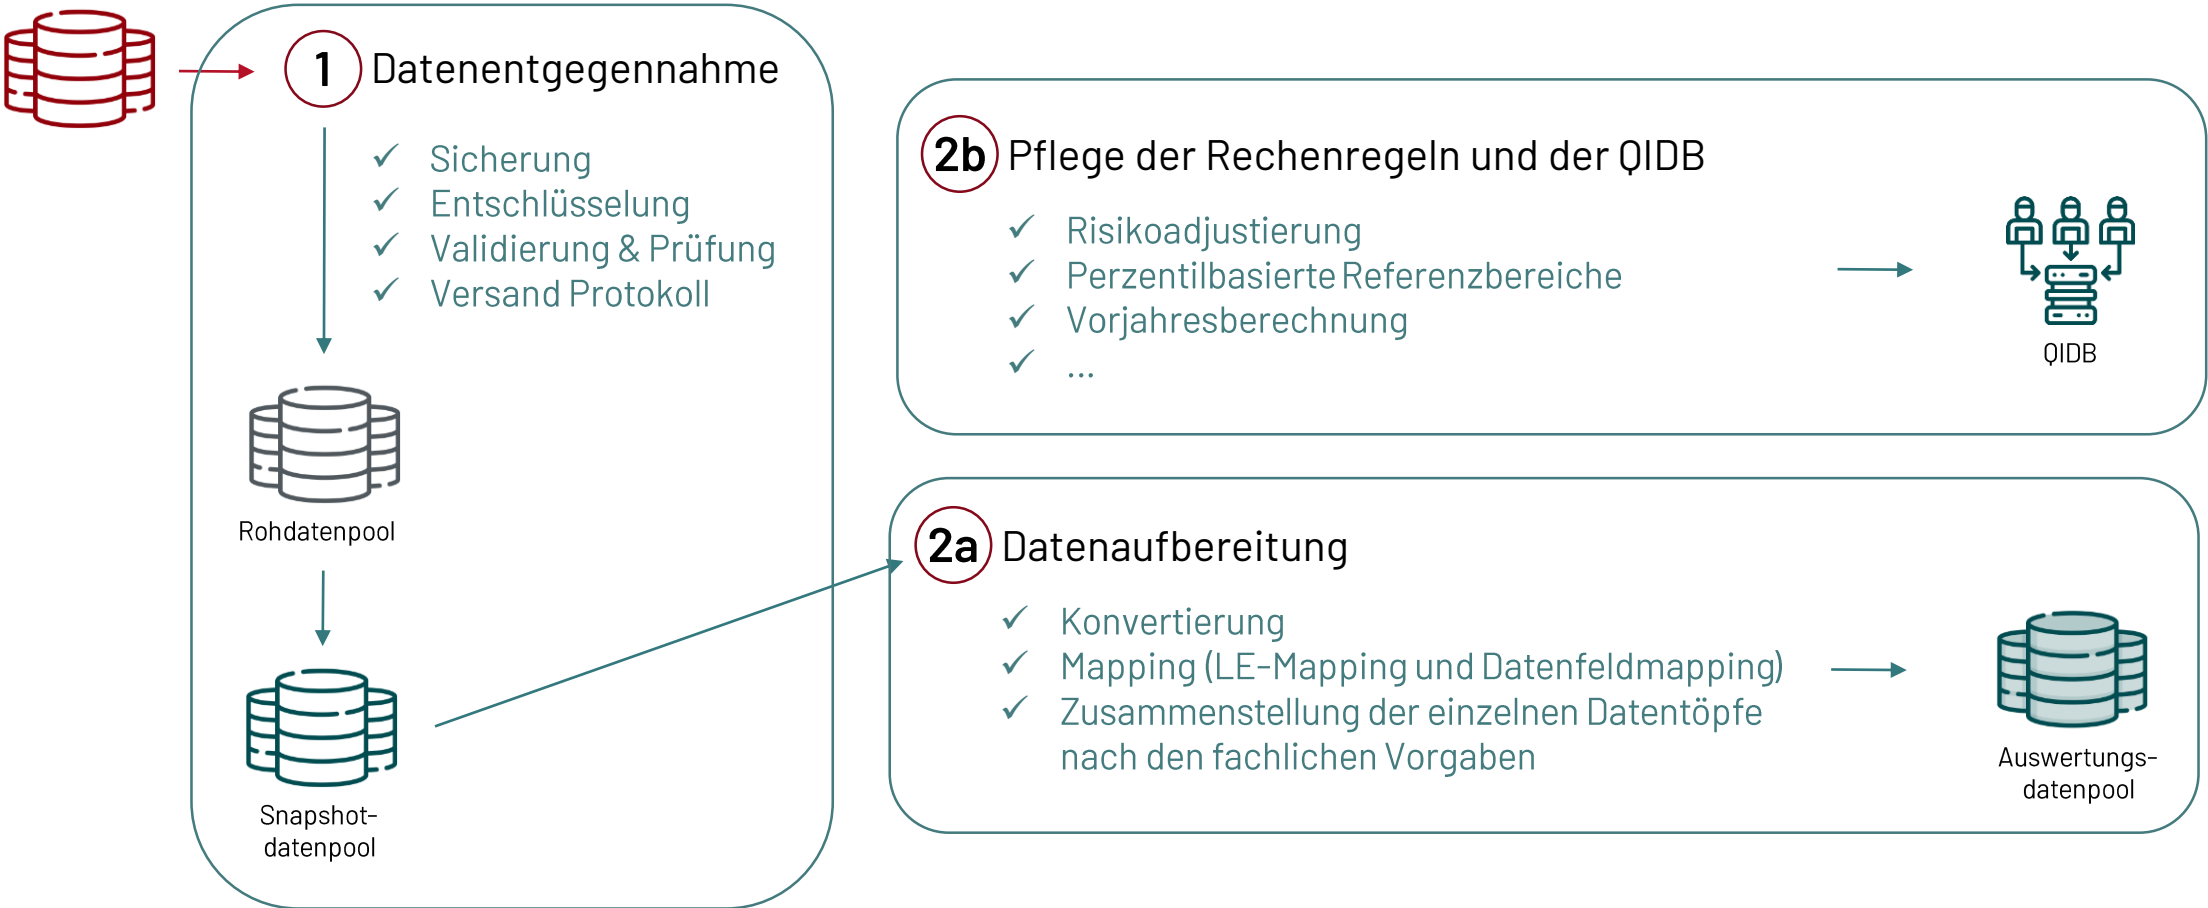 1 Datenentgegennahme
✓ Sicherung
✓ Entschlüsselung
✓ Validierung & Prüfung
✓ Versand Protokoll
Rohdatenpool
Snapshot-
datenpool
2b Pflege der Rechenregeln und der QIDB
✓ Risikoadjustierung
✓ Perzentilbasierte Referenzbereiche
✓ Vorjahresberechnung
✓ ...
QIDB
2a Datenaufbereitung
✓ Konvertierung
✓ Mapping (LE-Mapping und Datenfeldmapping)
✓ Zusammenstellung der einzelnen Datentöpfe
nach den fachlichen Vorgaben
Auswertungs-
datenpool